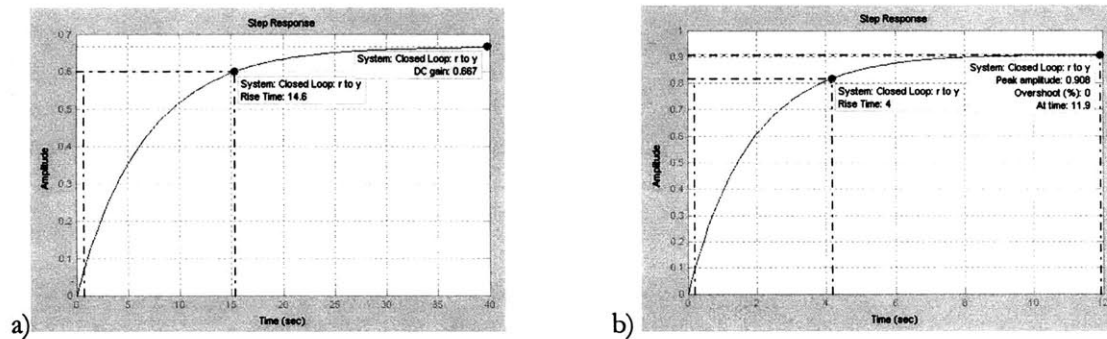 a)
Step Response
Amplitude
0.7
0.6
0.5
0.4
0.3
0.2
0.1
0
System: Closed Loop: r to y
DC gain: 0.667
System: Closed Loop: r to y
Rise Time: 14.6
0 5 10 15 20 25 30 35 40
Time (sec)
b)
Step Response
Amplitude
1
0.9
0.8
0.7
0.6
0.5
0.4
0.3
0.2
0.1
0
System: Closed Loop: r to y
Peak amplitude: 0.908
Overshoot (%): 0
At time: 11.9
System: Closed Loop: r to y
Rise Time: 4
0 2 4 6 8 10 12
Time (sec)